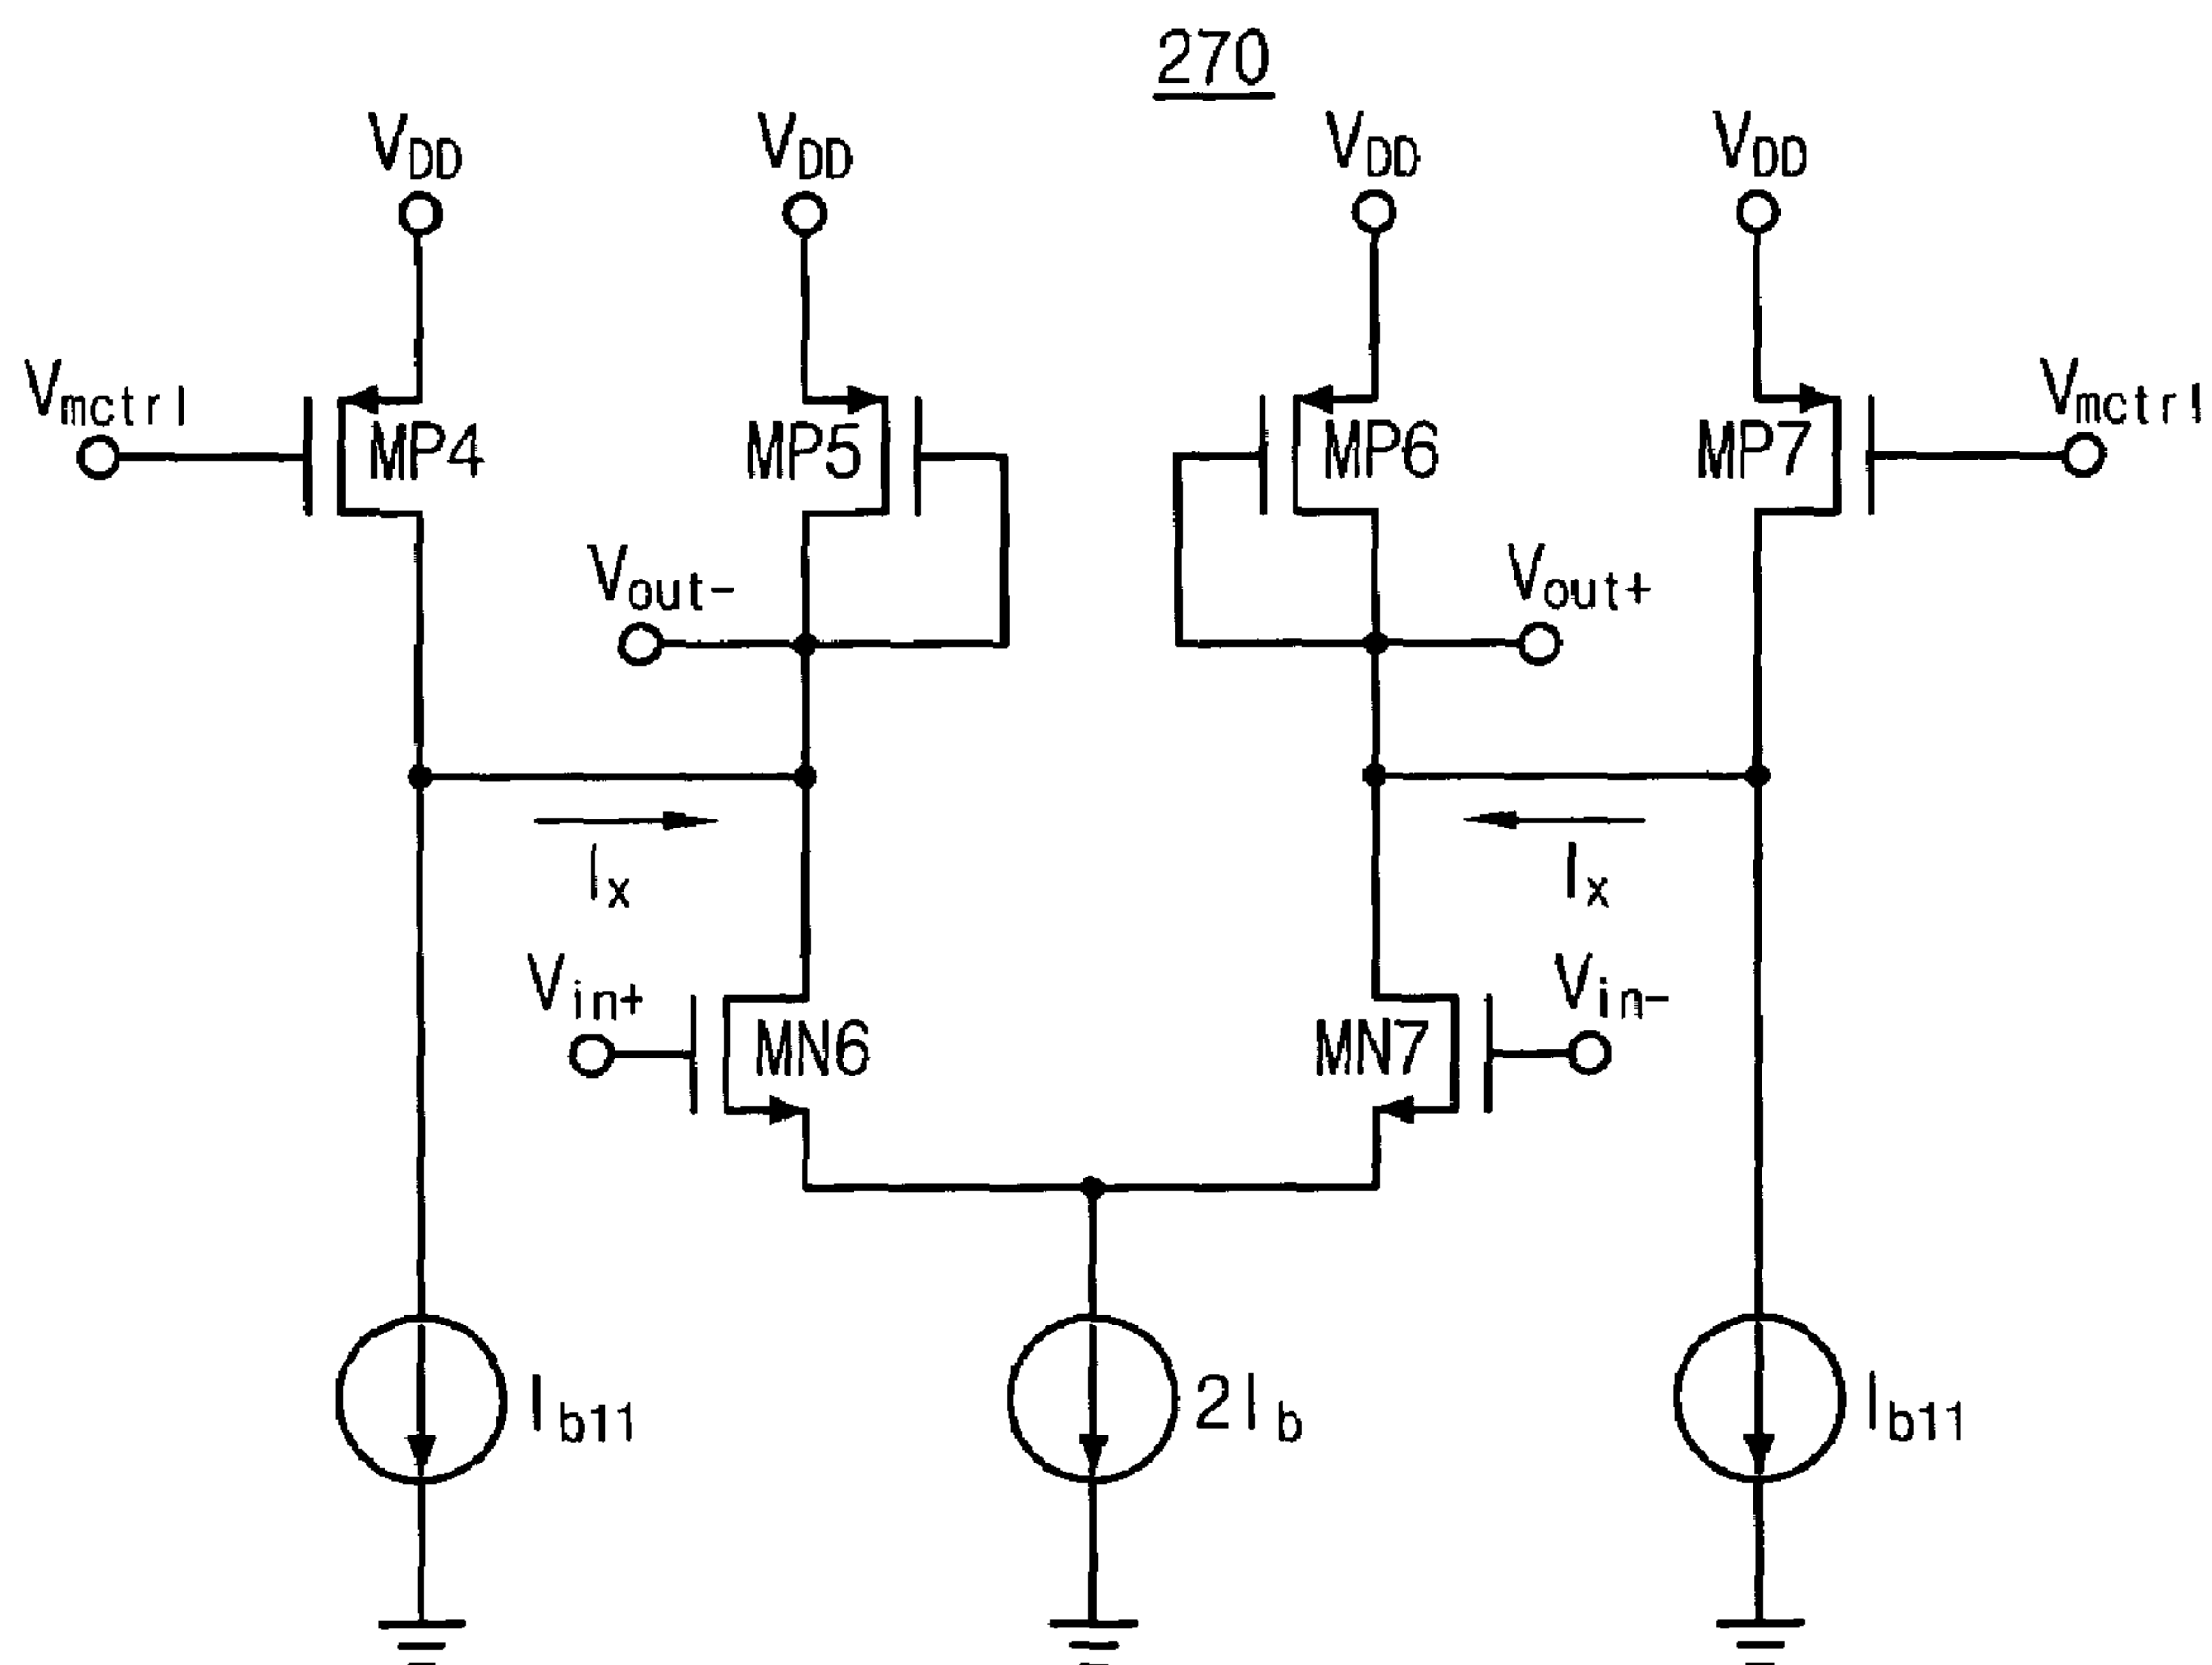 270
VDD VDD VDD VDD
Vmctrl Vmctrl
MP4 MP5 MP6 MP7
Vout- Vout+
Ix Ix
Vin+ Vin-
MN6 MN7
Ib11 2Ib Ib11